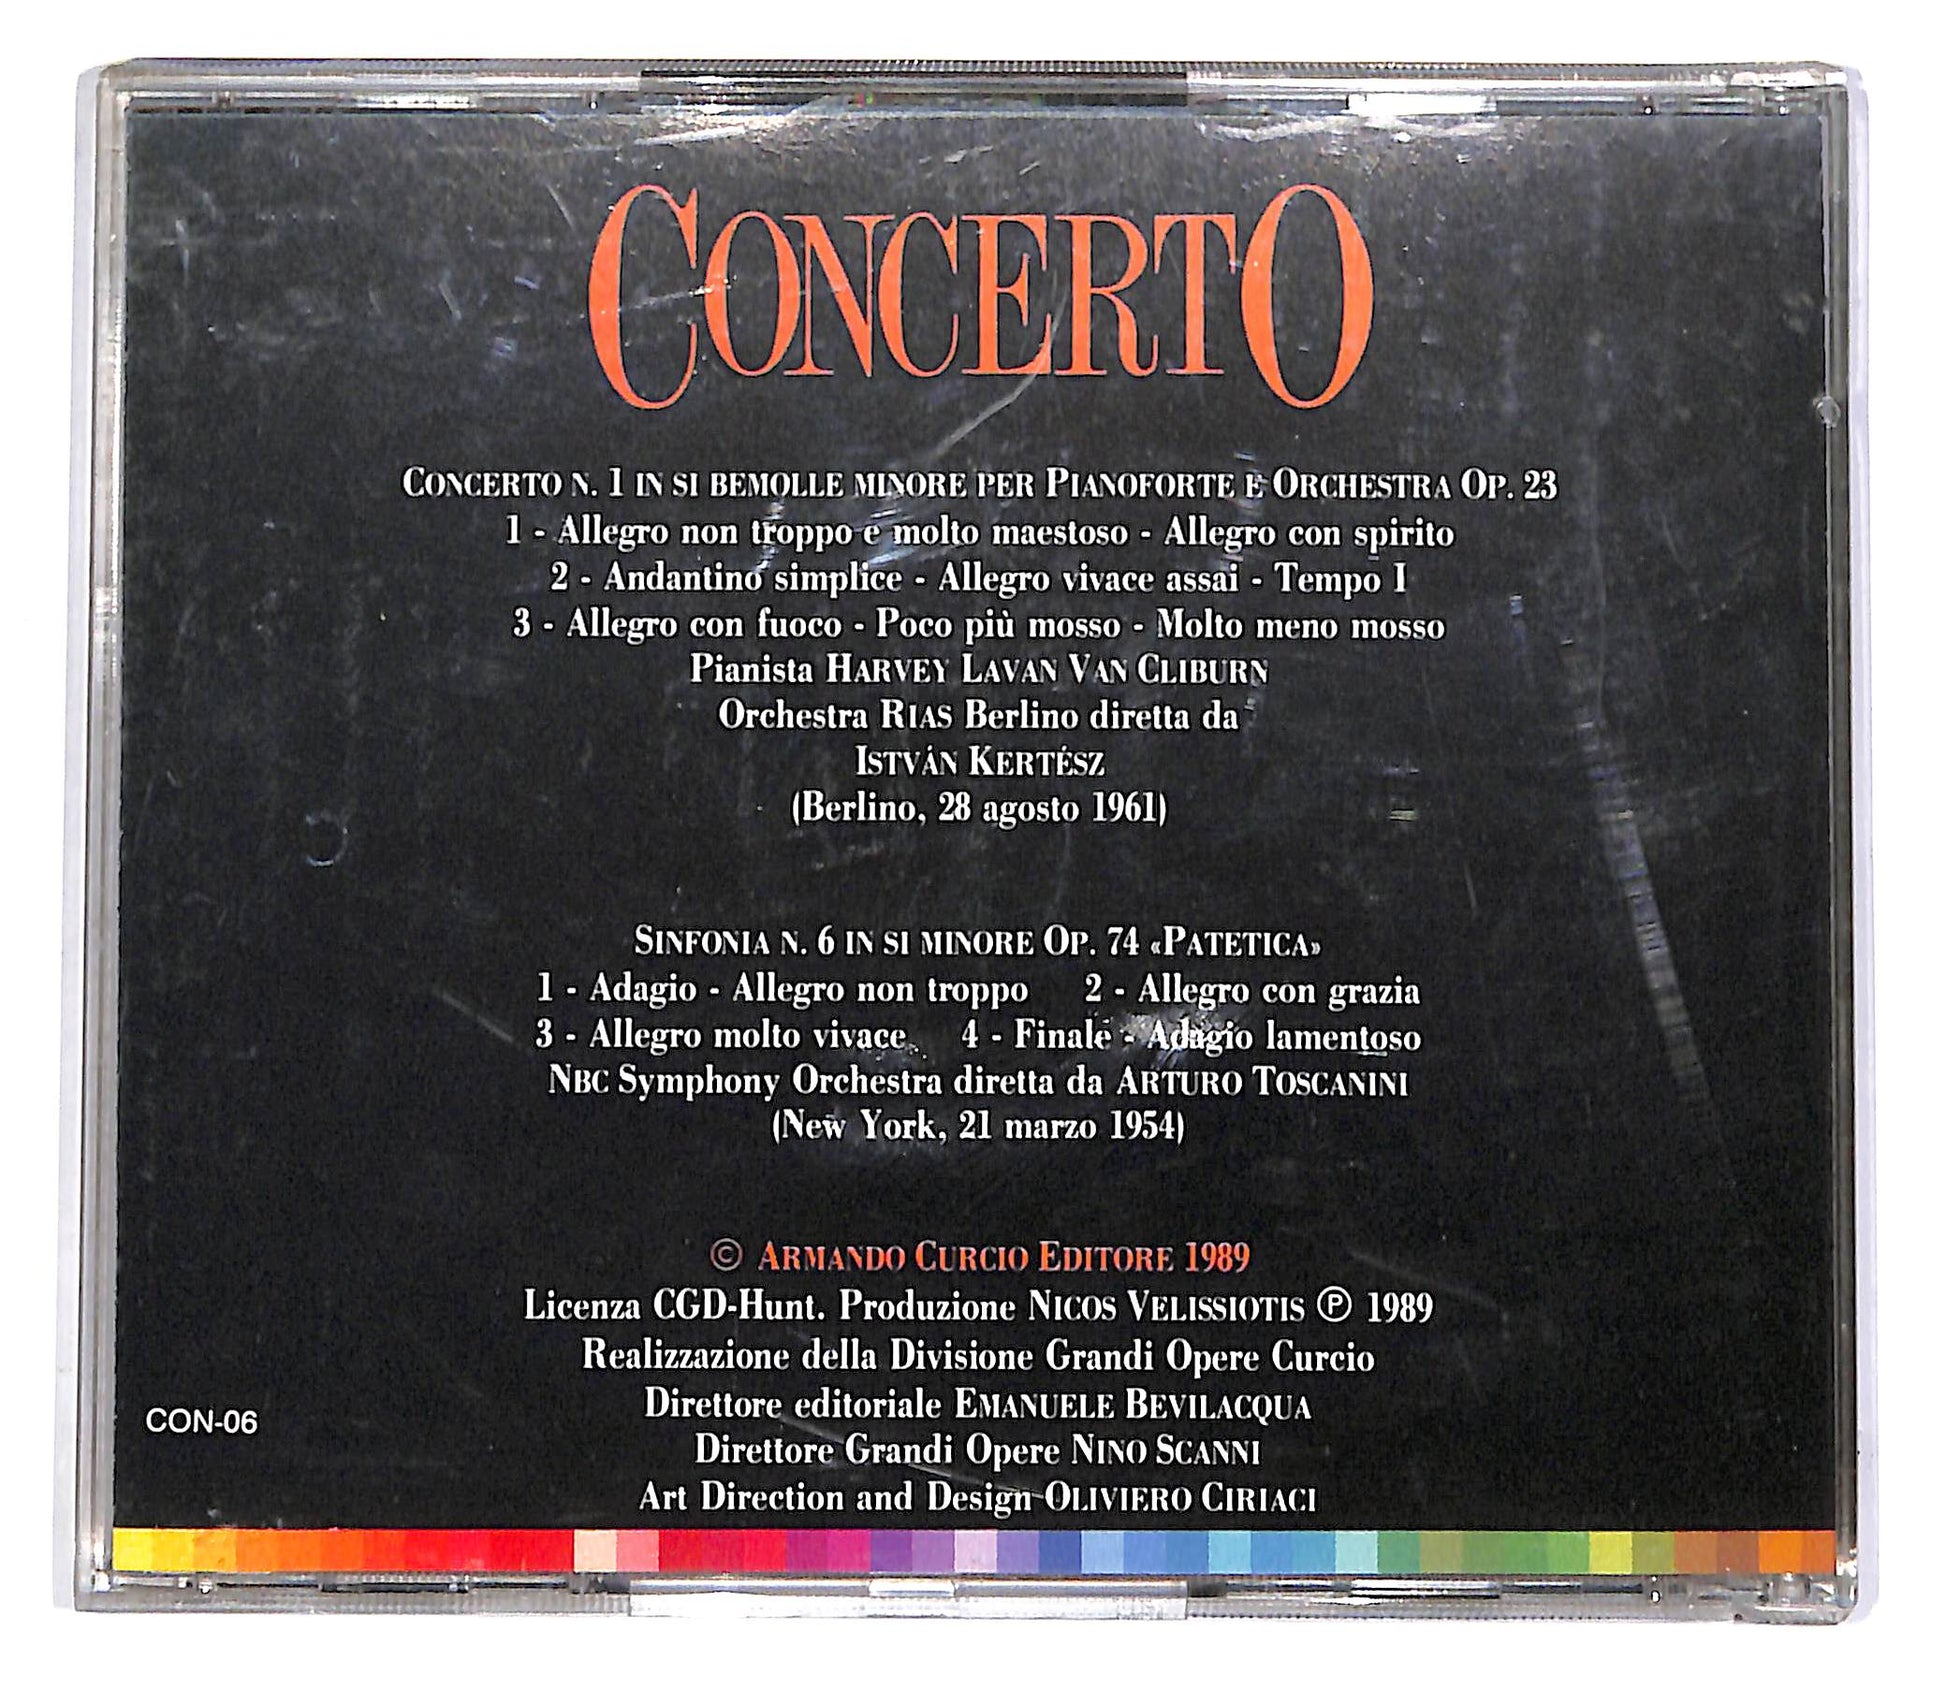 CONCERTO
CONCERTO N. 1 IN SI BEMOLLE MINORE PER PIANOFORTE E ORCHESTRA OP. 23
1 - Allegro non troppo e molto maestoso - Allegro con spirito
2 - Andantino simplice - Allegro vivace assai - Tempo I
3 - Allegro con fuoco - Poco più mosso - Molto meno mosso
Pianista HARVEY LAVAN VAN CLIBURN
Orchestra RIAS Berlino diretta da
ISTVÁN KERTÉSZ
(Berlino, 28 agosto 1961)
SINFONIA N. 6 IN SI MINORE OP. 74 «PATETICA»
1 - Adagio - Allegro non troppo 2 - Allegro con grazia
3 - Allegro molto vivace 4 - Finale - Adagio lamentoso
NBC Symphony Orchestra diretta da ARTURO TOSCANINI
(New York, 21 marzo 1954)
© ARMANDO CURCIO EDITORE 1989
Licenza CGD-Hunt. Produzione NICOS VELISSIOTIS ℗ 1989
Realizzazione della Divisione Grandi Opere Curcio
Direttore editoriale EMANUELE BEVILACQUA
Direttore Grandi Opere NINO SCANNI
Art Direction and Design OLIVIERO CIRIACI
CON-06